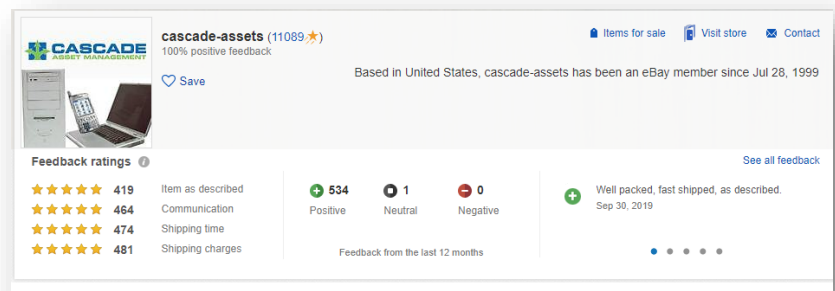 CASCADE
ASSET MANAGEMENT
cascade-assets (11089)
100% positive feedback
Save
Items for sale
Visit store
Contact
Based in United States, cascade-assets has been an eBay member since Jul 28, 1999
Feedback ratings
See all feedback
419 Item as described
464 Communication
474 Shipping time
481 Shipping charges
534 Positive
1 Neutral
0 Negative
Feedback from the last 12 months
Well packed, fast shipped, as described.
Sep 30, 2019